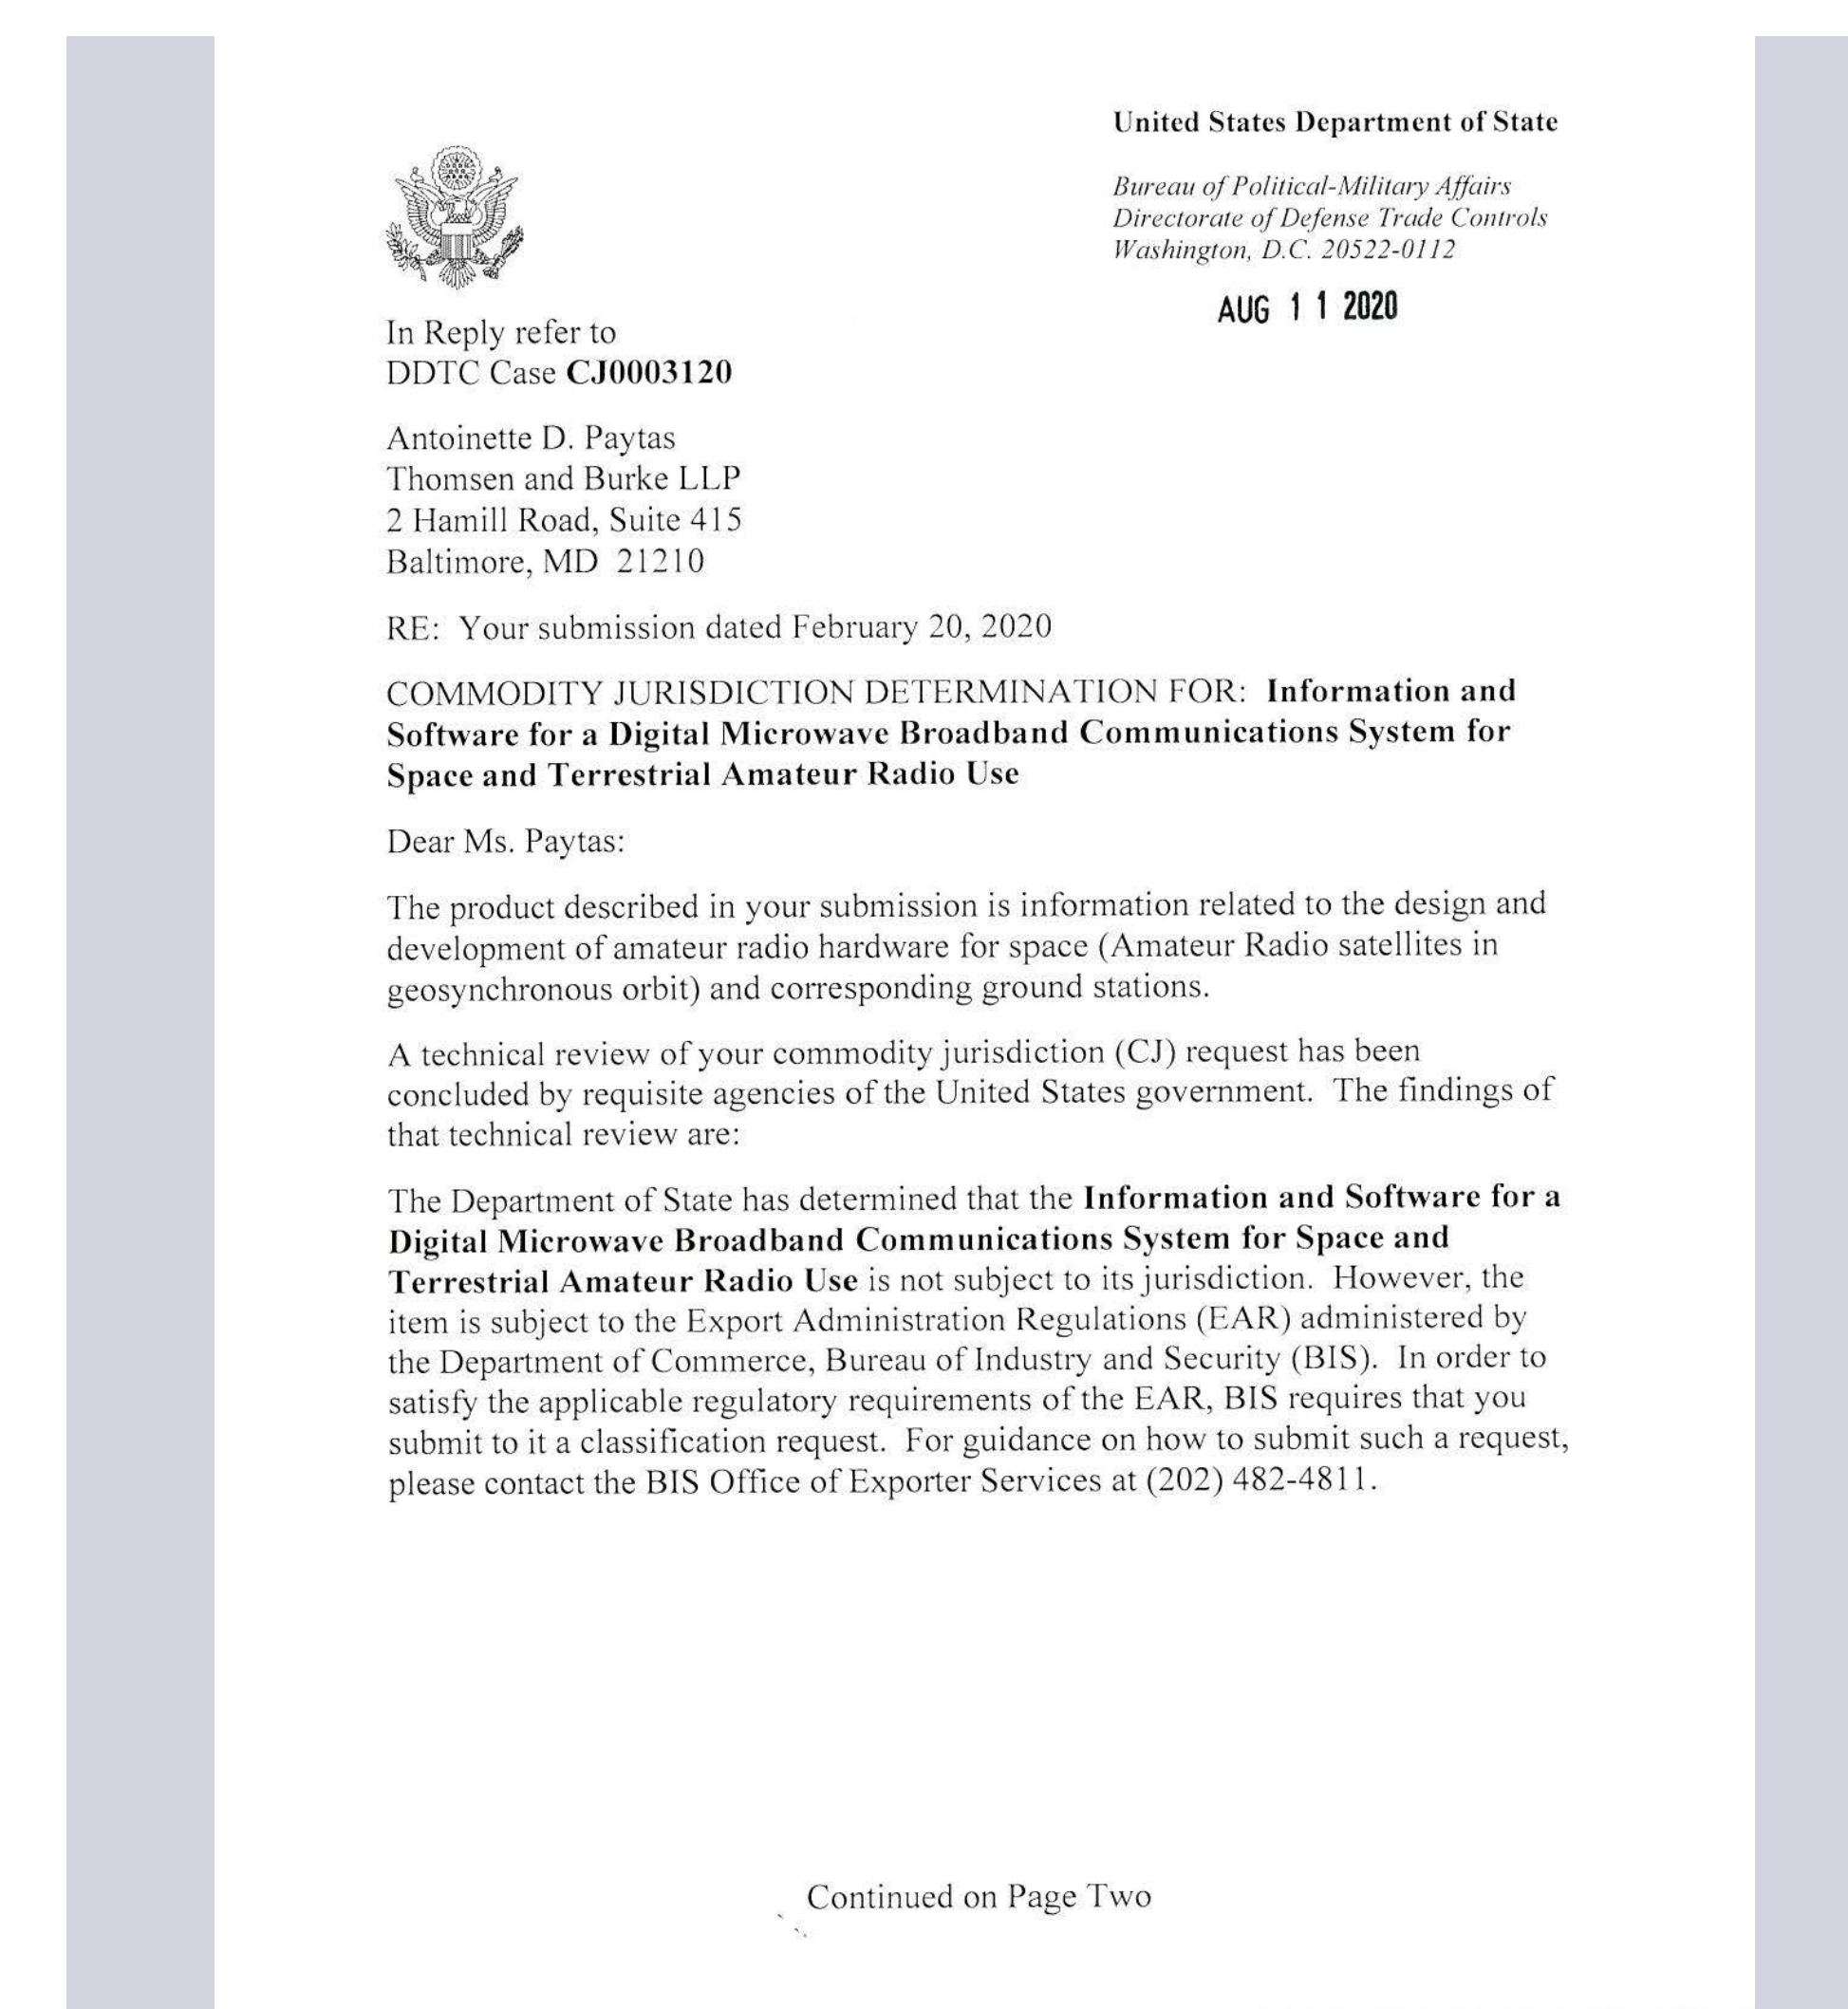 United States Department of State
Bureau of Political-Military Affairs
Directorate of Defense Trade Controls
Washington, D.C. 20522-0112
AUG 11 2020
In Reply refer to
DDTC Case CJ0003120
Antoinette D. Paytas
Thomsen and Burke LLP
2 Hamill Road, Suite 415
Baltimore, MD 21210
RE: Your submission dated February 20, 2020
COMMODITY JURISDICTION DETERMINATION FOR: Information and
Software for a Digital Microwave Broadband Communications System for
Space and Terrestrial Amateur Radio Use
Dear Ms. Paytas:
The product described in your submission is information related to the design and
development of amateur radio hardware for space (Amateur Radio satellites in
geosynchronous orbit) and corresponding ground stations.
A technical review of your commodity jurisdiction (CJ) request has been
concluded by requisite agencies of the United States government. The findings of
that technical review are:
The Department of State has determined that the Information and Software for a
Digital Microwave Broadband Communications System for Space and
Terrestrial Amateur Radio Use is not subject to its jurisdiction. However, the
item is subject to the Export Administration Regulations (EAR) administered by
the Department of Commerce, Bureau of Industry and Security (BIS). In order to
satisfy the applicable regulatory requirements of the EAR, BIS requires that you
submit to it a classification request. For guidance on how to submit such a request,
please contact the BIS Office of Exporter Services at (202) 482-4811.
Continued on Page Two